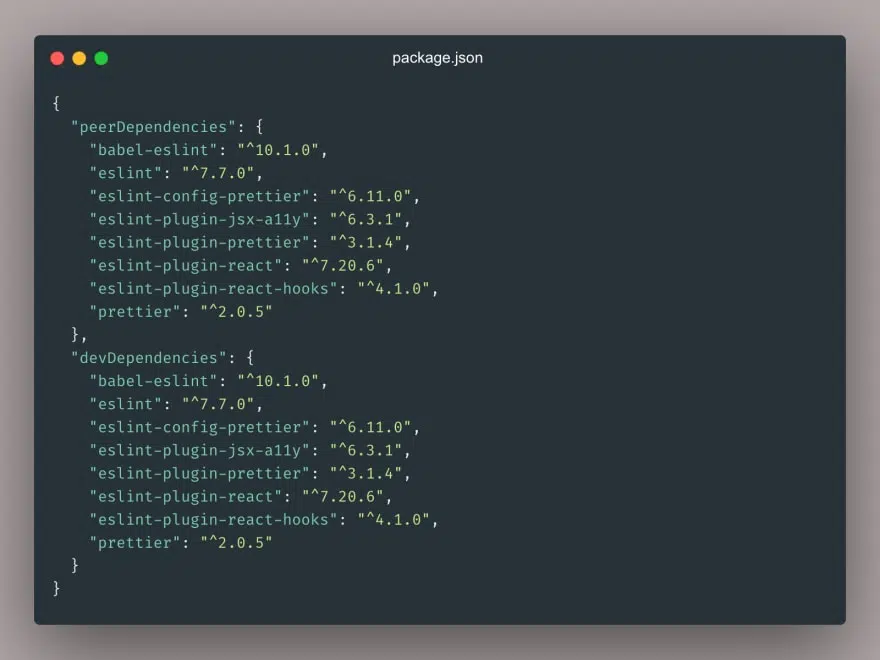 package.json
{
  "peerDependencies": {
    "babel-eslint": "^10.1.0",
    "eslint": "^7.7.0",
    "eslint-config-prettier": "^6.11.0",
    "eslint-plugin-jsx-a11y": "^6.3.1",
    "eslint-plugin-prettier": "^3.1.4",
    "eslint-plugin-react": "^7.20.6",
    "eslint-plugin-react-hooks": "^4.1.0",
    "prettier": "^2.0.5"
  },
  "devDependencies": {
    "babel-eslint": "^10.1.0",
    "eslint": "^7.7.0",
    "eslint-config-prettier": "^6.11.0",
    "eslint-plugin-jsx-a11y": "^6.3.1",
    "eslint-plugin-prettier": "^3.1.4",
    "eslint-plugin-react": "^7.20.6",
    "eslint-plugin-react-hooks": "^4.1.0",
    "prettier": "^2.0.5"
  }
}